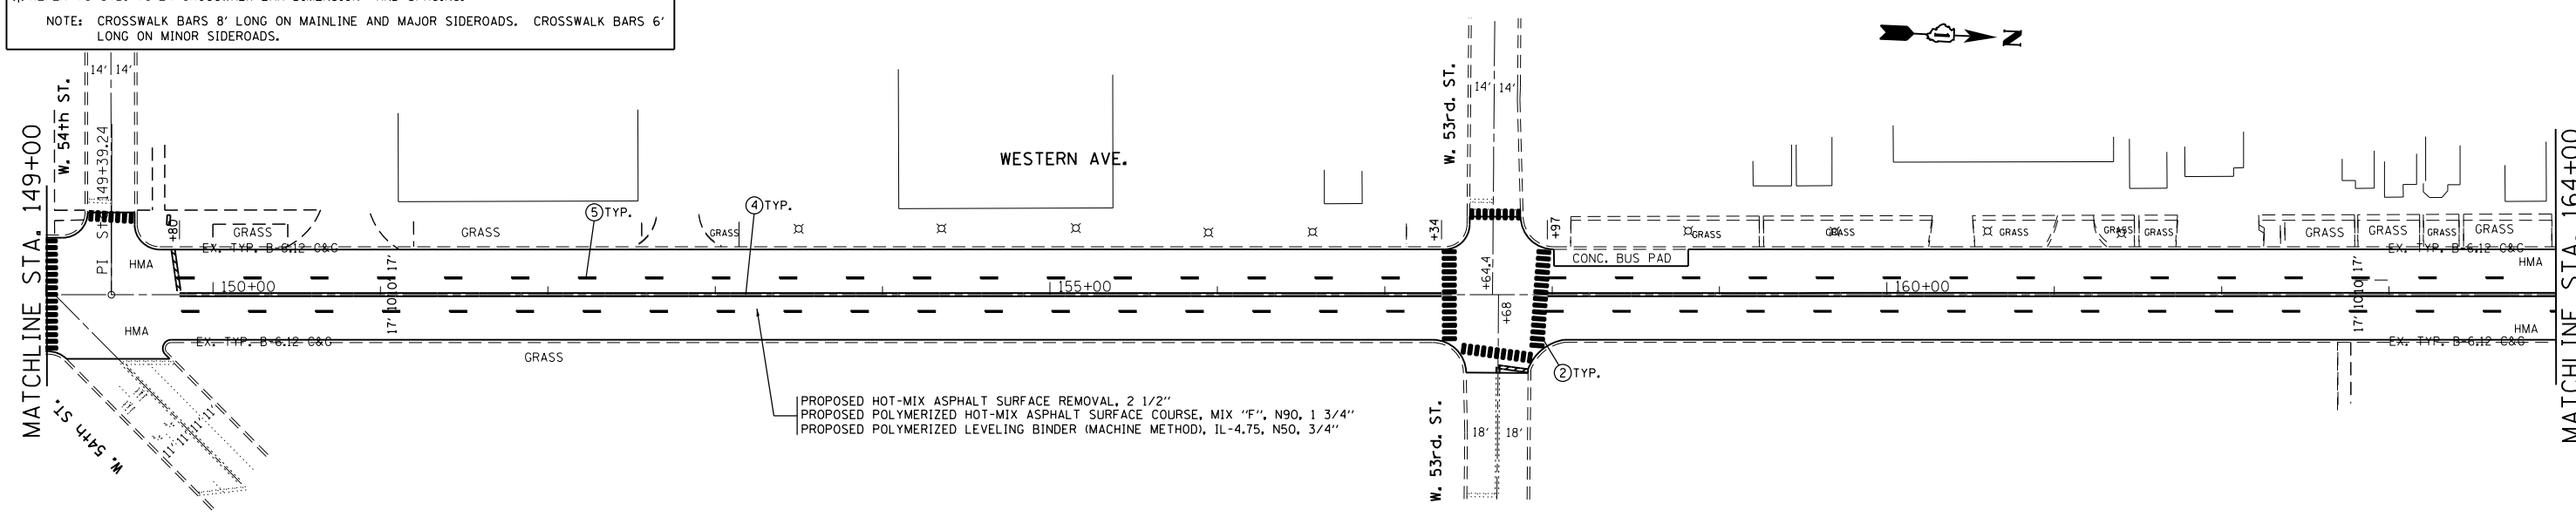 NOTE: CROSSWALK BARS 8' LONG ON MAINLINE AND MAJOR SIDEROADS. CROSSWALK BARS 6'
LONG ON MINOR SIDEROADS.
N
MATCHLINE STA. 149+00
W. 54th ST.
14' 14'
PI STA 149+39.24
+80
HMA
HMA
GRASS
EX. TYP. B-6.12 C&G
150+00
17' 10' 10' 17'
EX. TYP. B-6.12 C&G
W. 54th ST.
11' 11'
GRASS
5 TYP.
GRASS
4 TYP.
WESTERN AVE.
GRASS
155+00
PROPOSED HOT-MIX ASPHALT SURFACE REMOVAL, 2 1/2"
PROPOSED POLYMERIZED HOT-MIX ASPHALT SURFACE COURSE, MIX "F", N90, 1 3/4"
PROPOSED POLYMERIZED LEVELING BINDER (MACHINE METHOD), IL-4.75, N50, 3/4"
W. 53rd. ST.
14' 14'
+34
+97
+64.4
+68
2 TYP.
W. 53rd. ST.
18' 18'
CONC. BUS PAD
GRASS
GRASS
GRASS
GRASS
GRASS
GRASS
GRASS
GRASS
GRASS
160+00
17' 10' 10' 17'
EX. TYP. B-6.12 C&G
HMA
HMA
EX. TYP. B-6.12 C&G
MATCHLINE STA. 164+00